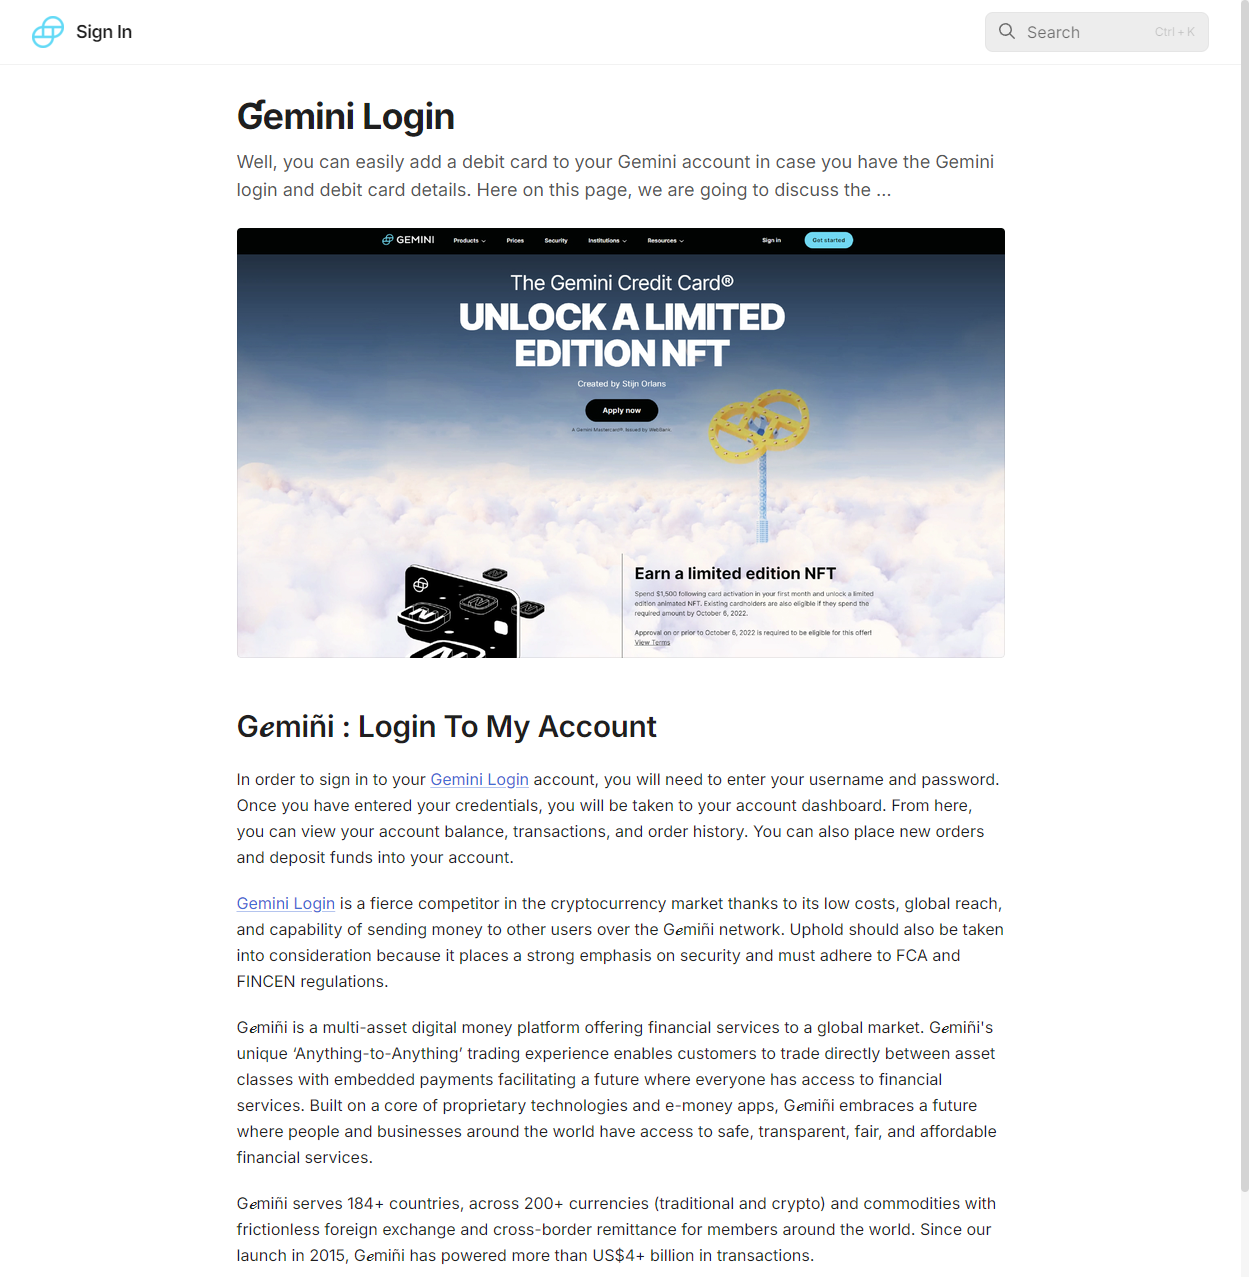 Sign In
Search
Ctrl + K
Ɠemini Login
Well, you can easily add a debit card to your Gemini account in case you have the Gemini
login and debit card details. Here on this page, we are going to discuss the ...
GEMINI
Products
Prices
Security
Institutions
Resources
Sign in
Get started
The Gemini Credit Card®
UNLOCK A LIMITED
EDITION NFT
Created by Stijn Orlans
Apply now
A Gemini Mastercard®. Issued by WebBank.
Earn a limited edition NFT
Spend $1,500 following card activation in your first month and unlock a limited
edition animated NFT. Existing cardholders are also eligible if they spend the
required amount by October 6, 2022.
Approval on or prior to October 6, 2022 is required to be eligible for this offer!
View Terms
Gℯmiñi : Login To My Account
In order to sign in to your Gemini Login account, you will need to enter your username and password.
Once you have entered your credentials, you will be taken to your account dashboard. From here,
you can view your account balance, transactions, and order history. You can also place new orders
and deposit funds into your account.
Gemini Login is a fierce competitor in the cryptocurrency market thanks to its low costs, global reach,
and capability of sending money to other users over the Gℯmiñi network. Uphold should also be taken
into consideration because it places a strong emphasis on security and must adhere to FCA and
FINCEN regulations.
Gℯmiñi is a multi-asset digital money platform offering financial services to a global market. Gℯmiñi's
unique ‘Anything-to-Anything’ trading experience enables customers to trade directly between asset
classes with embedded payments facilitating a future where everyone has access to financial
services. Built on a core of proprietary technologies and e-money apps, Gℯmiñi embraces a future
where people and businesses around the world have access to safe, transparent, fair, and affordable
financial services.
Gℯmiñi serves 184+ countries, across 200+ currencies (traditional and crypto) and commodities with
frictionless foreign exchange and cross-border remittance for members around the world. Since our
launch in 2015, Gℯmiñi has powered more than US$4+ billion in transactions.